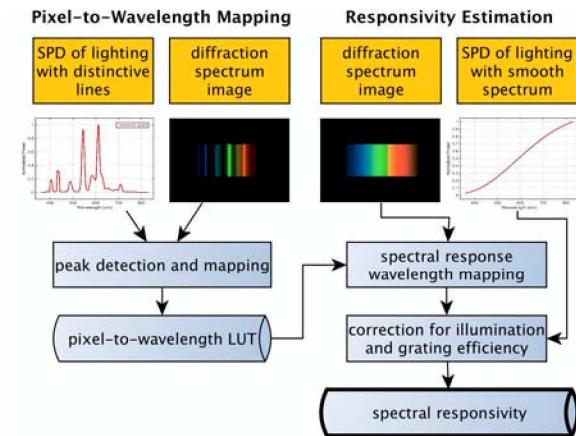 Pixel-to-Wavelength Mapping
Responsivity Estimation
SPD of lighting
with distinctive
lines
diffraction
spectrum
image
diffraction
spectrum
image
SPD of lighting
with smooth
spectrum
peak detection and mapping
pixel-to-wavelength LUT
spectral response
wavelength mapping
correction for illumination
and grating efficiency
spectral responsivity